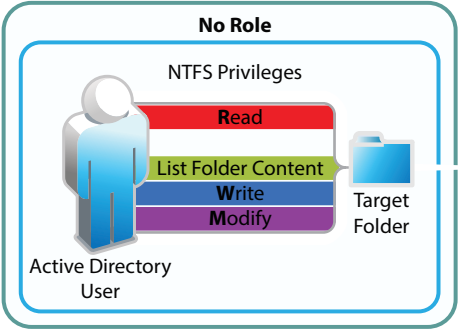 No Role
NTFS Privileges
Read
List Folder Content
Write
Modify
Target
Folder
Active Directory
User